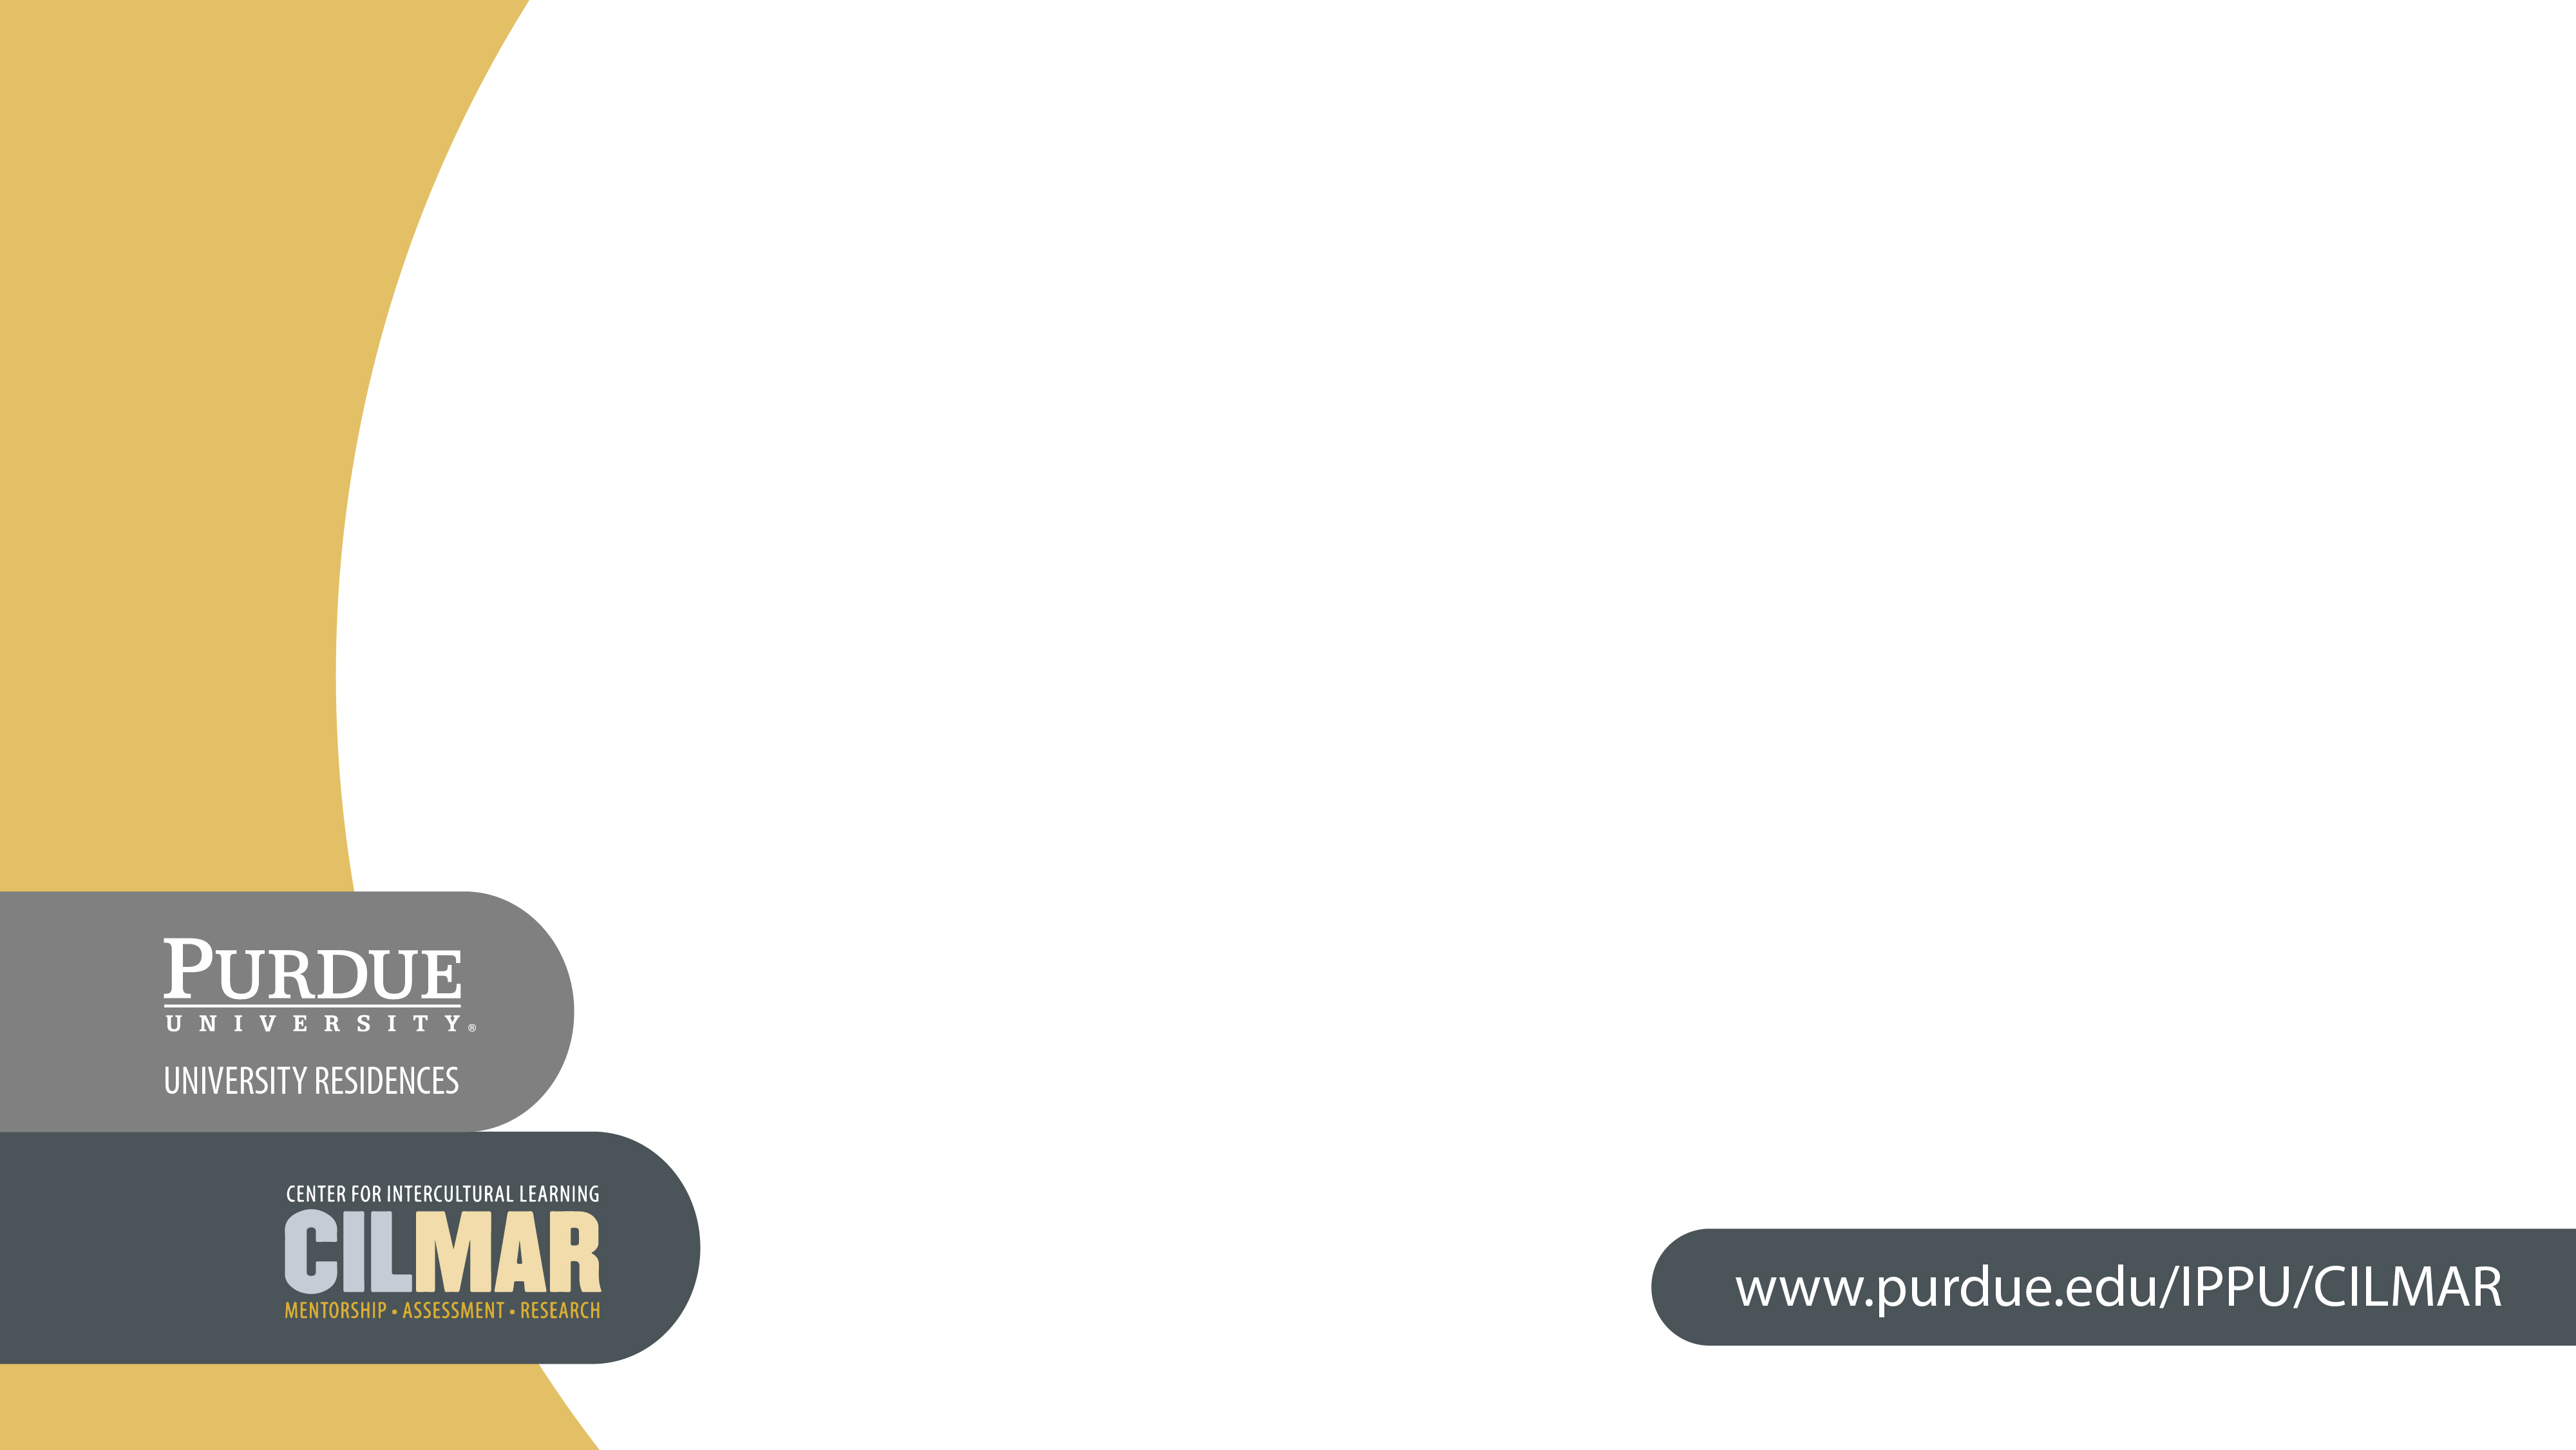 PURDUE
UNIVERSITY®
UNIVERSITY RESIDENCES
CENTER FOR INTERCULTURAL LEARNING
CILMAR
MENTORSHIP • ASSESSMENT • RESEARCH
www.purdue.edu/IPPU/CILMAR